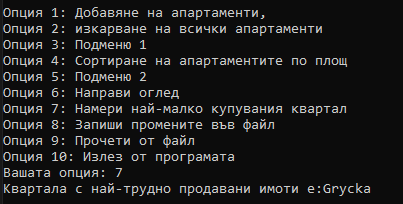 Опция 1: Добавяне на апартаменти,
Опция 2: изкарване на всички апартаменти
Опция 3: Подменю 1
Опция 4: Сортиране на апартаментите по площ
Опция 5: Подменю 2
Опция 6: Направи оглед
Опция 7: Намери най-малко купувания квартал
Опция 8: Запиши промените във файл
Опция 9: Прочети от файл
Опция 10: Излез от програмата
Вашата опция: 7
Квартала с най-трудно продавани имоти е:Grycka